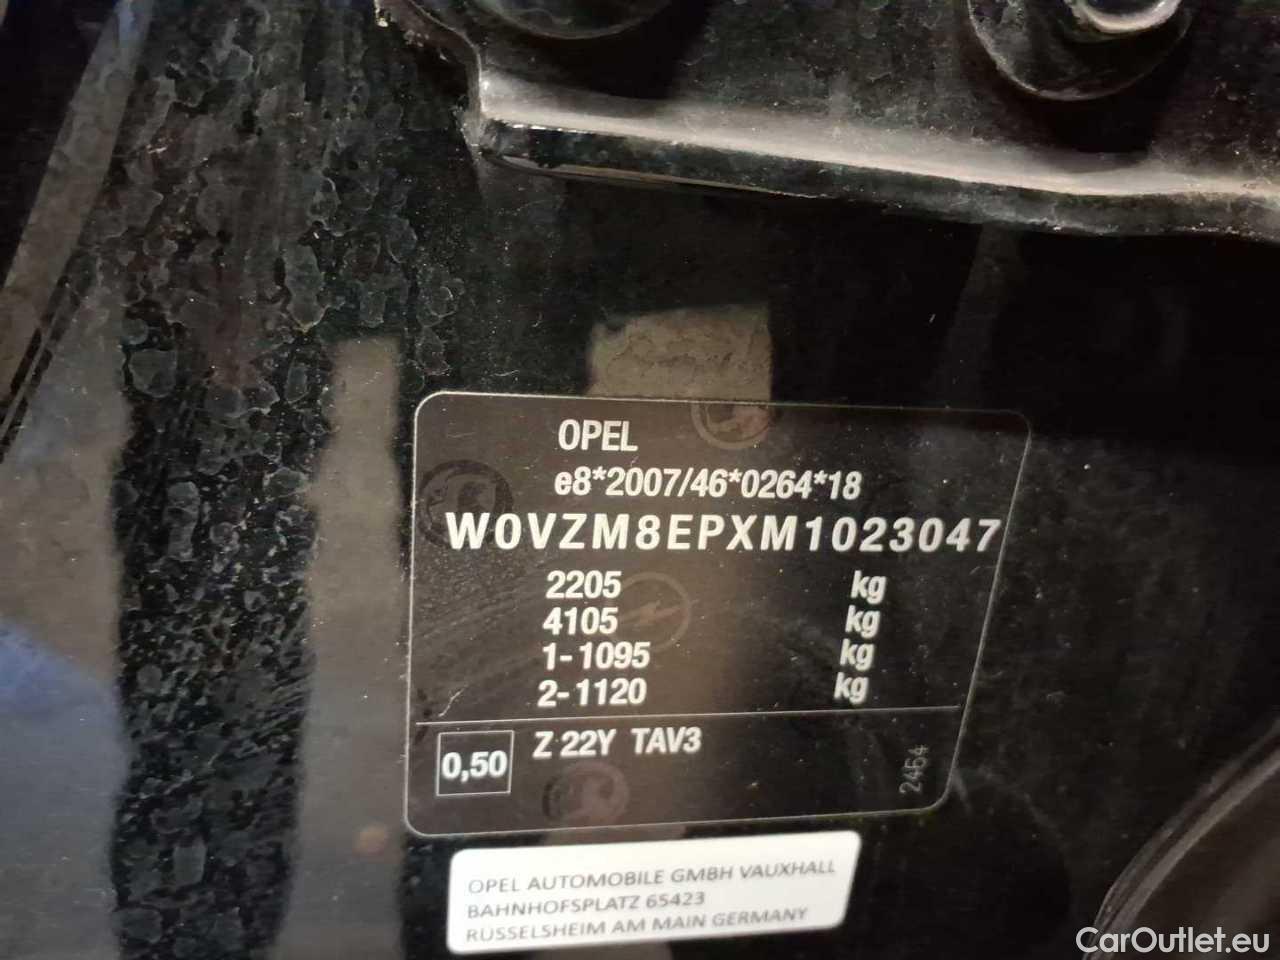 OPEL
e8*2007/46*0264*18
W0VZM8EPXM1023047
2205 kg
4105 kg
1-1095 kg
2-1120 kg
0,50 Z 22Y TAV3
2454
OPEL AUTOMOBILE GMBH VAUXHALL
BAHNHOFSPLATZ 65423
RÜSSELSHEIM AM MAIN GERMANY
CarOutlet.eu